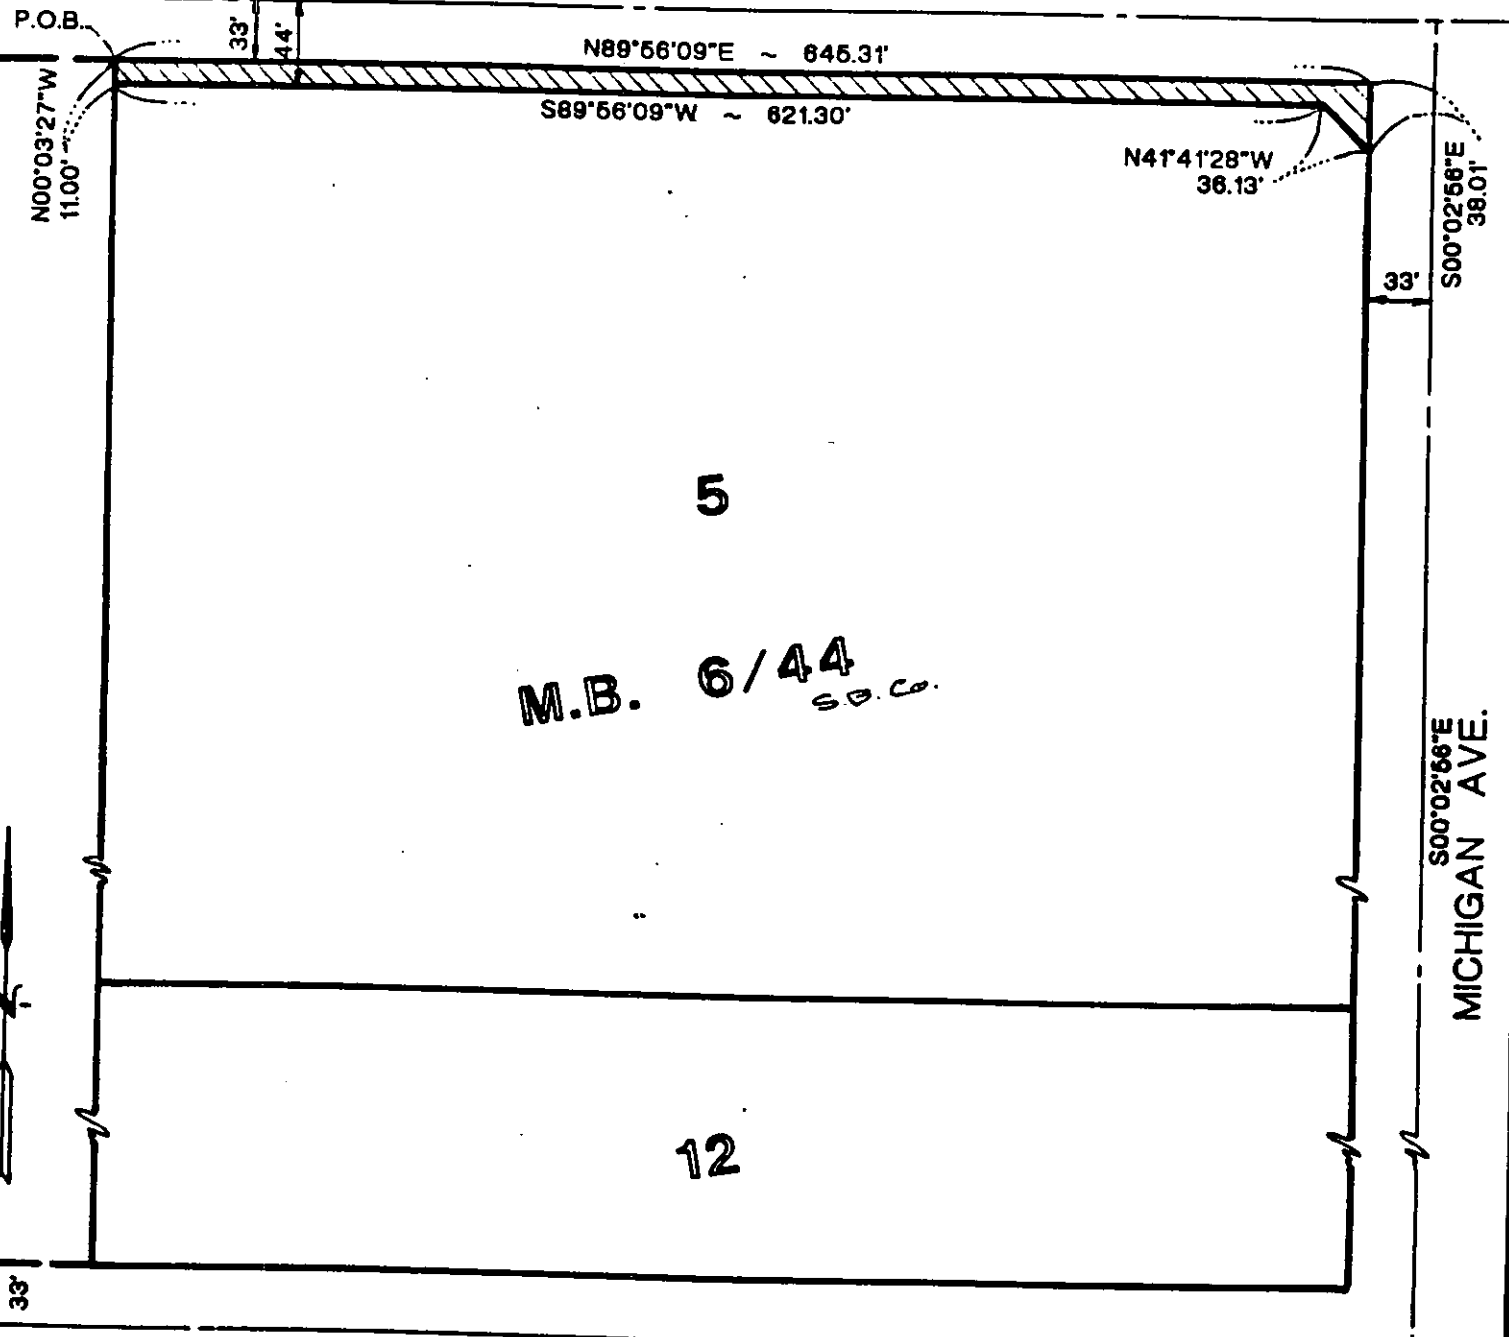 P.O.B.
33'
44'
N89°56'09"E ~ 645.31'
S89°56'09"W ~ 621.30'
N00°03'27"W
11.00'
N41°41'28"W
36.13'
S00°02'56"E
38.01'
33'
5
M.B. 6/44
S.B. Co.
S00°02'56"E
MICHIGAN AVE.
12
33'